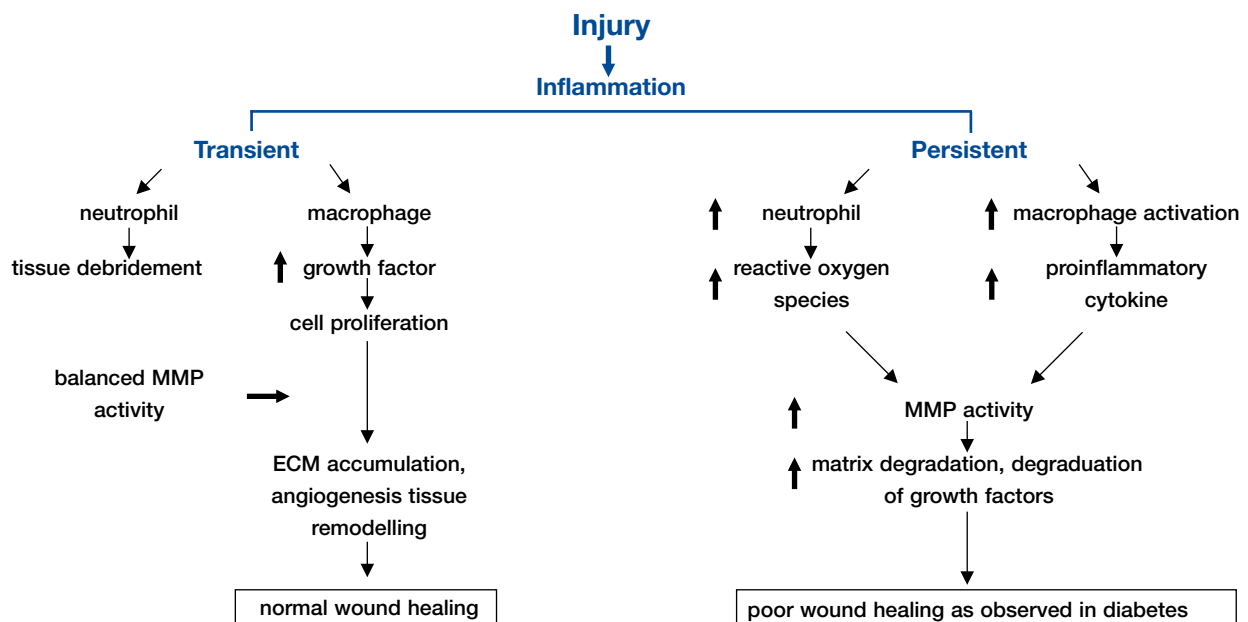 Injury
Inflammation
Transient
Persistent
neutrophil
macrophage
neutrophil
macrophage activation
tissue debridement
growth factor
reactive oxygen
species
proinflammatory
cytokine
cell proliferation
balanced MMP
activity
MMP activity
ECM accumulation,
angiogenesis tissue
remodelling
matrix degradation, degraduation
of growth factors
normal wound healing
poor wound healing as observed in diabetes